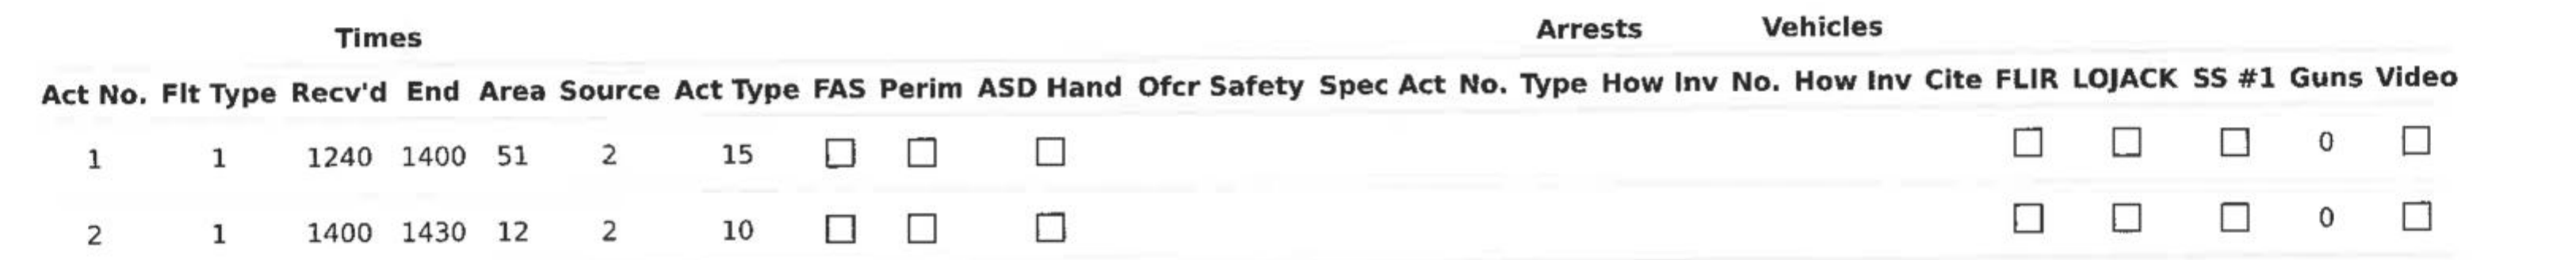 Times Arrests Vehicles
Act No. Flt Type Recv'd End Area Source Act Type FAS Perim ASD Hand Ofcr Safety Spec Act No. Type How Inv No. How Inv Cite FLIR LOJACK SS #1 Guns Video
1 1 1240 1400 51 2 15 ☐ ☐ ☐ ☐ ☐ ☐ 0 ☐
2 1 1400 1430 12 2 10 ☐ ☐ ☐ ☐ ☐ ☐ 0 ☐